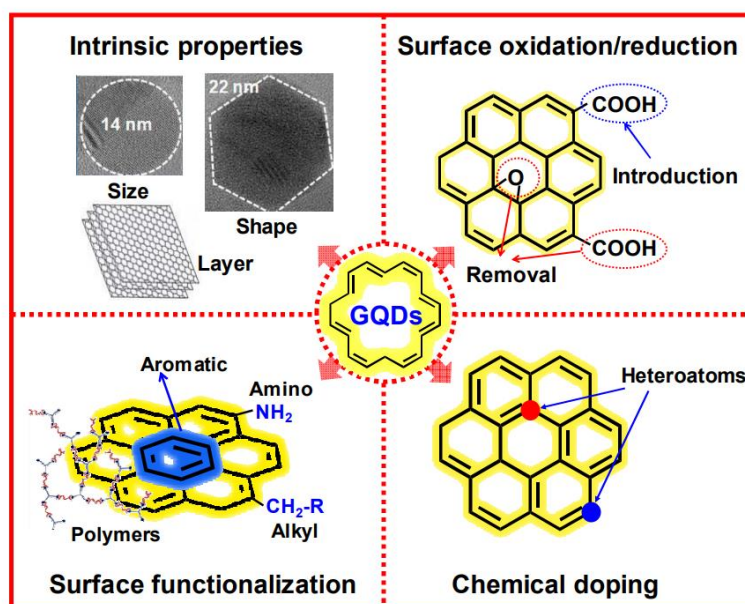 Intrinsic properties
14 nm
22 nm
Size
Shape
Layer
Surface oxidation/reduction
COOH
Introduction
O
COOH
Removal
GQDs
Aromatic
Amino
NH₂
CH₂-R
Alkyl
Polymers
Surface functionalization
Heteroatoms
Chemical doping